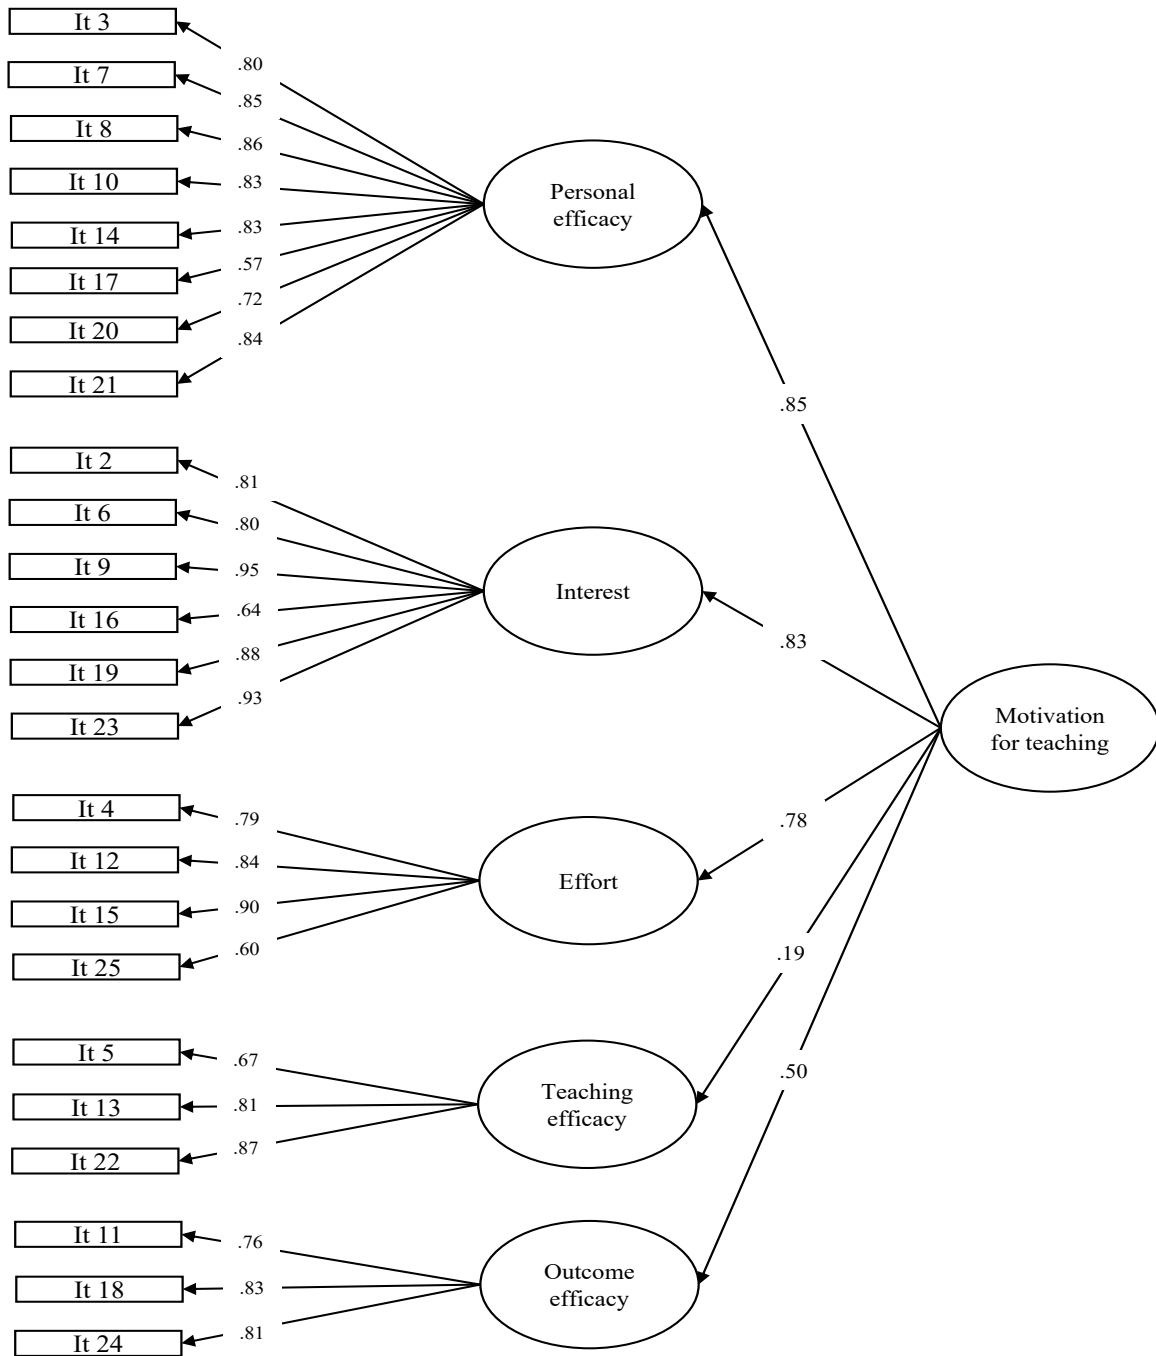 It 3
.80
It 7
.85
It 8
.86
It 10
.83
It 14
.83
It 17
.57
It 20
.72
It 21
.84
Personal
efficacy
.85
It 2
.81
It 6
.80
It 9
.95
It 16
.64
It 19
.88
It 23
.93
Interest
.83
Motivation
for teaching
It 4
.79
It 12
.84
It 15
.90
It 25
.60
Effort
.78
It 5
.67
It 13
.81
It 22
.87
Teaching
efficacy
.19
It 11
.76
It 18
.83
It 24
.81
Outcome
efficacy
.50